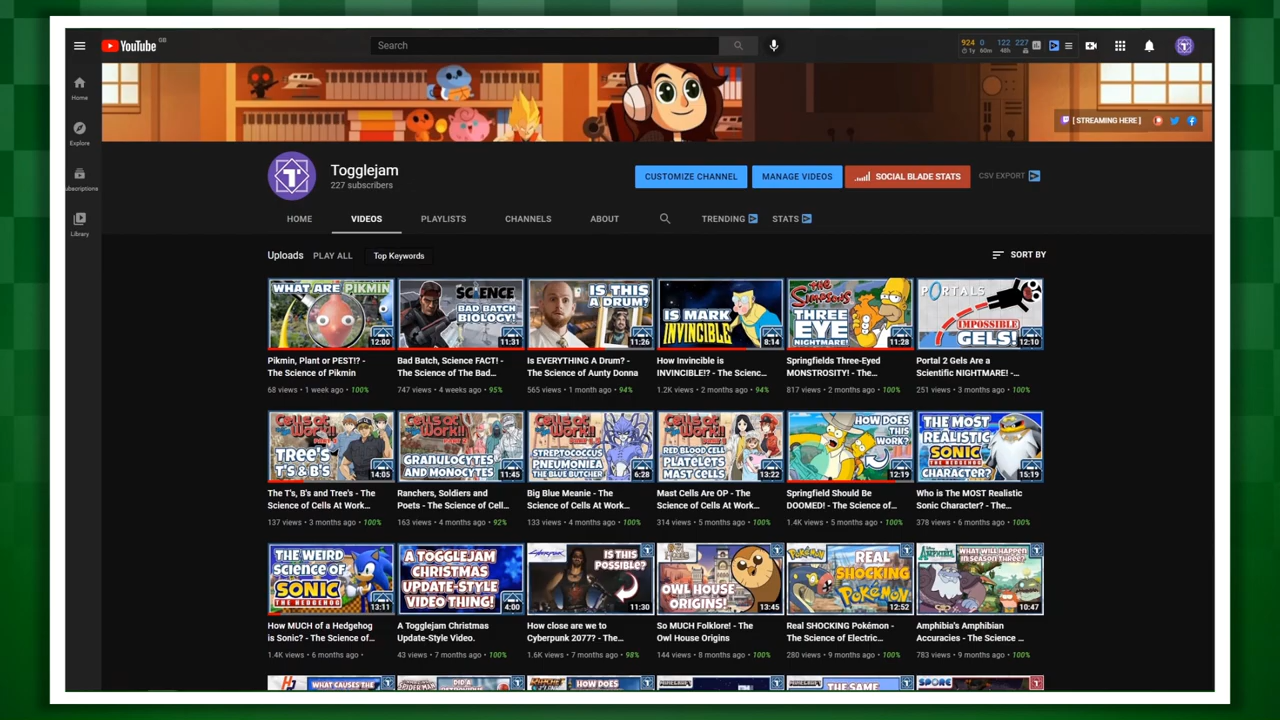 YouTube GB
Search
924 0 122 227
1y 60m 48h
Home
Explore
Subscriptions
Library
[ STREAMING HERE ]
Togglejam
227 subscribers
CUSTOMIZE CHANNEL MANAGE VIDEOS SOCIAL BLADE STATS CSV EXPORT
HOME VIDEOS PLAYLISTS CHANNELS ABOUT TRENDING STATS
Uploads PLAY ALL Top Keywords SORT BY
WHAT ARE PIKMIN
12:00
SCIENCE
BAD BATCH
BIOLOGY!
11:31
IS THIS
A DRUM?
11:26
IS MARK
INVINCIBLE
8:14
THE SIMPSONS
THREE
EYE
NIGHTMARE!
11:28
PORTALS
IMPOSSIBLE
GELS!
12:10
Pikmin, Plant or PEST!? -
The Science of Pikmin
68 views • 1 week ago • 100%
Bad Batch, Science FACT! -
The Science of The Bad...
747 views • 4 weeks ago • 95%
Is EVERYTHING A Drum? -
The Science of Aunty Donna
565 views • 1 month ago • 94%
How Invincible is
INVINCIBLE!? - The Scienc...
1.2K views • 2 months ago • 94%
Springfields Three-Eyed
MONSTROSITY! - The...
817 views • 2 months ago • 100%
Portal 2 Gels Are a
Scientific NIGHTMARE! -...
251 views • 3 months ago • 100%
Cells at Work!!
TREE'S
T'S & B'S
14:05
Cells at Work!!
GRANULOCYTES
AND MONOCYTES
11:45
Cells at Work!!
STREPTOCOCCUS
PNEUMONIA
THE BLUE BUTCHER
6:28
Cells at Work!!
RED BLOOD CELL
PLATELETS
MAST CELLS
13:22
HOW DOES
THIS
WORK?
12:19
THE MOST
REALISTIC
SONIC
THE HEDGEHOG
CHARACTER?
15:19
The T's, B's and Tree's - The
Science of Cells At Work...
137 views • 3 months ago • 100%
Ranchers, Soldiers and
Poets - The Science of Cell...
163 views • 4 months ago • 92%
Big Blue Meanie - The
Science of Cells At Work...
133 views • 4 months ago • 100%
Mast Cells Are OP - The
Science of Cells At Work...
314 views • 5 months ago • 100%
Springfield Should Be
DOOMED! - The Science of...
1.4K views • 5 months ago • 100%
Who is The MOST Realistic
Sonic Character? - The...
378 views • 6 months ago • 100%
THE WEIRD
SCIENCE OF
SONIC
THE HEDGEHOG
13:11
A TOGGLEJAM
CHRISTMAS
UPDATE-STYLE
VIDEO THING!
4:00
Cyberpunk
IS THIS
POSSIBLE?
11:30
OWL HOUSE
ORIGINS!
13:45
POKéMON
REAL
SHOCKING
POKéMON
12:52
AMPHIBIA
WHAT WILL HAPPEN
IN SEASON THREE?
10:47
How MUCH of a Hedgehog
is Sonic? - The Science of...
1.4K views • 6 months ago •
A Togglejam Christmas
Update-Style Video.
43 views • 7 months ago • 100%
How close are we to
Cyberpunk 2077? - The...
1.6K views • 7 months ago • 98%
So MUCH Folklore! - The
Owl House Origins
144 views • 8 months ago • 100%
Real SHOCKING Pokémon -
The Science of Electric...
280 views • 9 months ago • 100%
Amphibia's Amphibian
Accuracies - The Science ...
783 views • 9 months ago • 100%
WHAT CAUSES THE
SPIDER-MAN
DID A
HOW DOES
MINECRAFT
MINECRAFT
THE SAME
SPORE